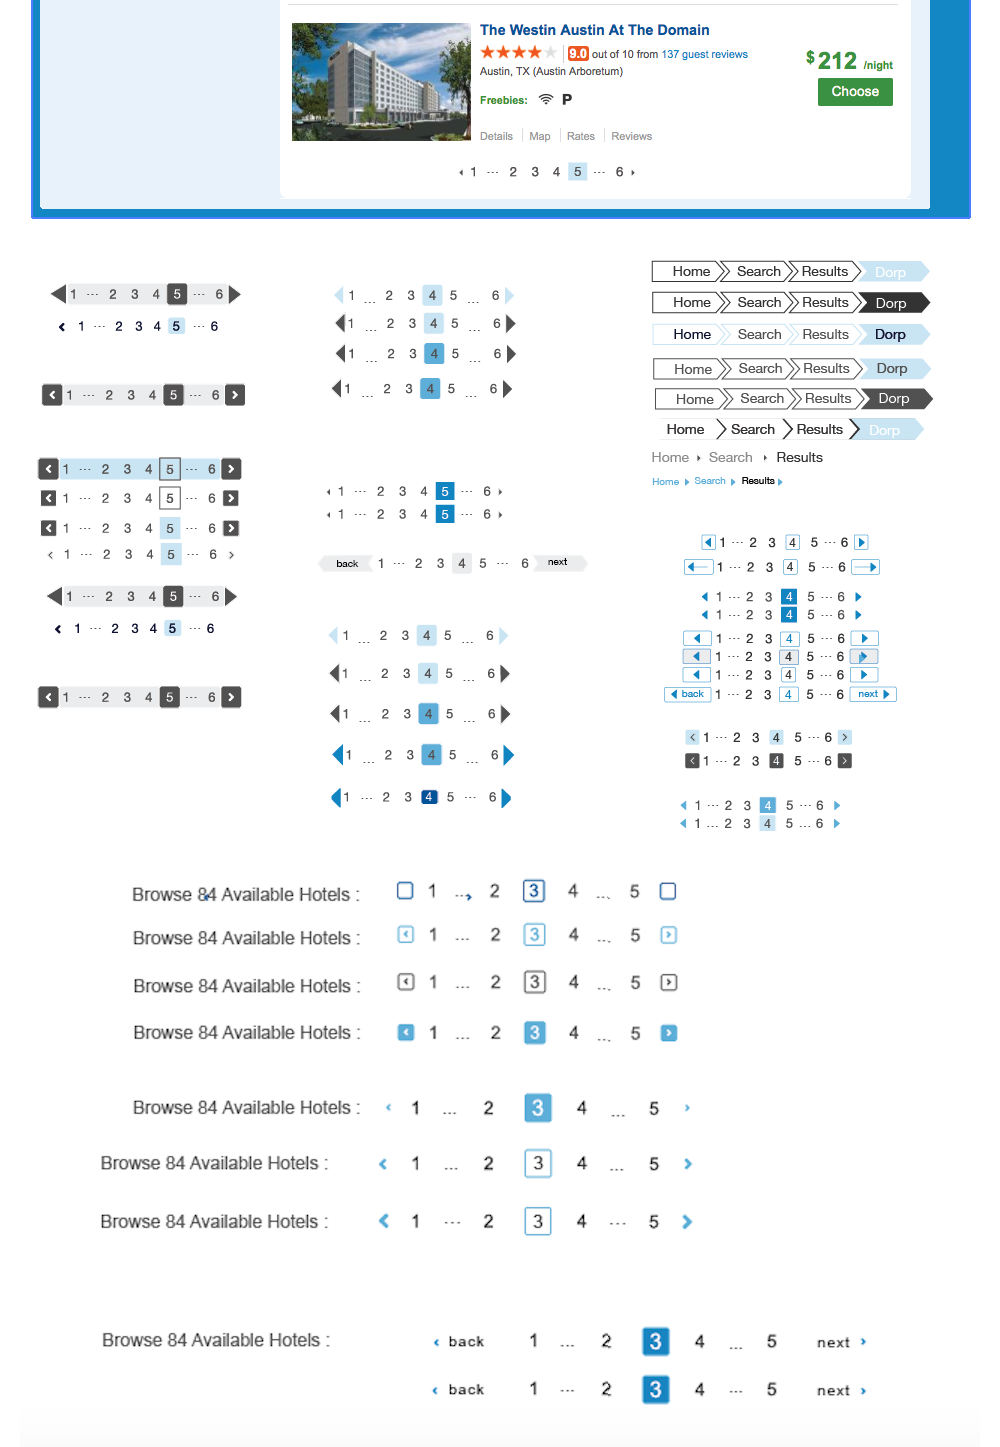 The Westin Austin At The Domain
9.0 out of 10 from 137 guest reviews
Austin, TX (Austin Arboretum)
$212 /night
Choose
Freebies: P
Details Map Rates Reviews
1 ... 2 3 4 5 ... 6
1 ... 2 3 4 5 ... 6
< 1 ... 2 3 4 5 ... 6
< 1 ... 2 3 4 5 ... 6 >
< 1 ... 2 3 4 5 ... 6 >
< 1 ... 2 3 4 5 ... 6 >
< 1 ... 2 3 4 5 ... 6 >
< 1 ... 2 3 4 5 ... 6 >
1 ... 2 3 4 5 ... 6
< 1 ... 2 3 4 5 ... 6
< 1 ... 2 3 4 5 ... 6 >
1 ... 2 3 4 5 ... 6
1 ... 2 3 4 5 ... 6
1 ... 2 3 4 5 ... 6
1 ... 2 3 4 5 ... 6
1 ... 2 3 4 5 ... 6
1 ... 2 3 4 5 ... 6
back 1 ... 2 3 4 5 ... 6 next
1 ... 2 3 4 5 ... 6
1 ... 2 3 4 5 ... 6
1 ... 2 3 4 5 ... 6
1 ... 2 3 4 5 ... 6
1 ... 2 3 4 5 ... 6
Home Search Results Dorp
Home Search Results Dorp
Home Search Results Dorp
Home Search Results Dorp
Home Search Results Dorp
Home Search Results Dorp
Home Search Results
Home Search Results
1 ... 2 3 4 5 ... 6
1 ... 2 3 4 5 ... 6
1 ... 2 3 4 5 ... 6
1 ... 2 3 4 5 ... 6
1 ... 2 3 4 5 ... 6
1 ... 2 3 4 5 ... 6
1 ... 2 3 4 5 ... 6
back 1 ... 2 3 4 5 ... 6 next
< 1 ... 2 3 4 5 ... 6 >
< 1 ... 2 3 4 5 ... 6 >
1 ... 2 3 4 5 ... 6
1 ... 2 3 4 5 ... 6
Browse 84 Available Hotels : 1 ... 2 3 4 ... 5
Browse 84 Available Hotels : < 1 ... 2 3 4 ... 5 >
Browse 84 Available Hotels : < 1 ... 2 3 4 ... 5 >
Browse 84 Available Hotels : < 1 ... 2 3 4 ... 5 >
Browse 84 Available Hotels : < 1 ... 2 3 4 ... 5 >
Browse 84 Available Hotels : < 1 ... 2 3 4 ... 5 >
Browse 84 Available Hotels : < 1 ... 2 3 4 ... 5 >
Browse 84 Available Hotels : < back 1 ... 2 3 4 ... 5 next >
< back 1 ... 2 3 4 ... 5 next >